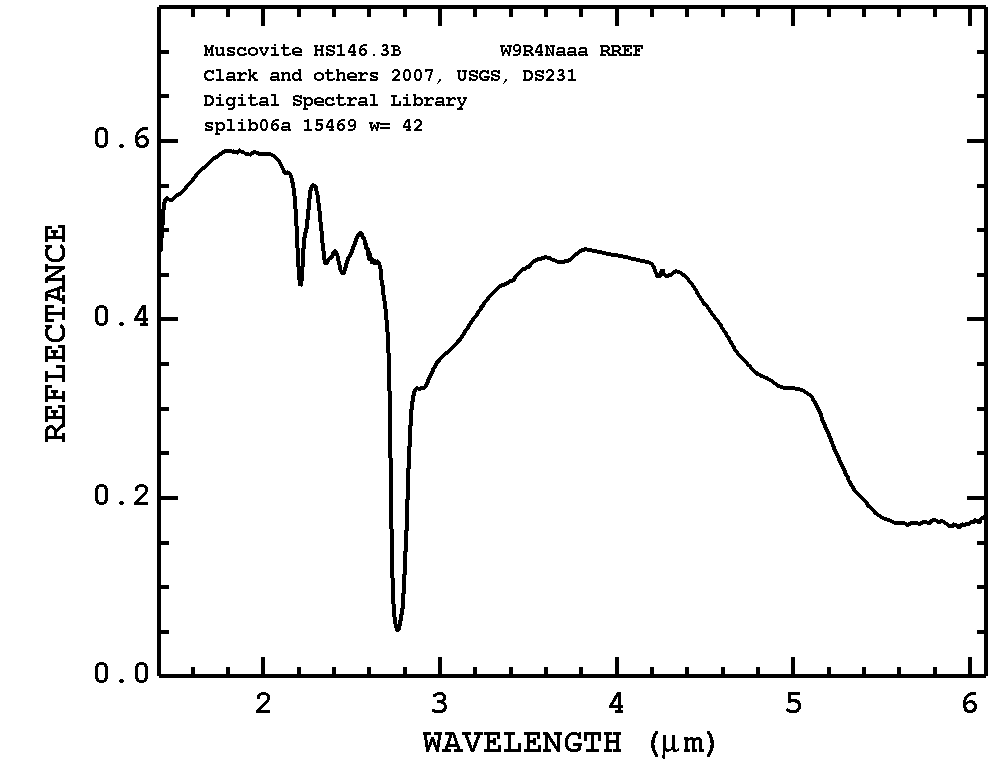 Muscovite HS146.3B W9R4Naaa RREF
Clark and others 2007, USGS, DS231
Digital Spectral Library
splib06a 15469 w= 42
0.6
0.4
0.2
0.0
REFLECTANCE
2 3 4 5 6
WAVELENGTH (μm)